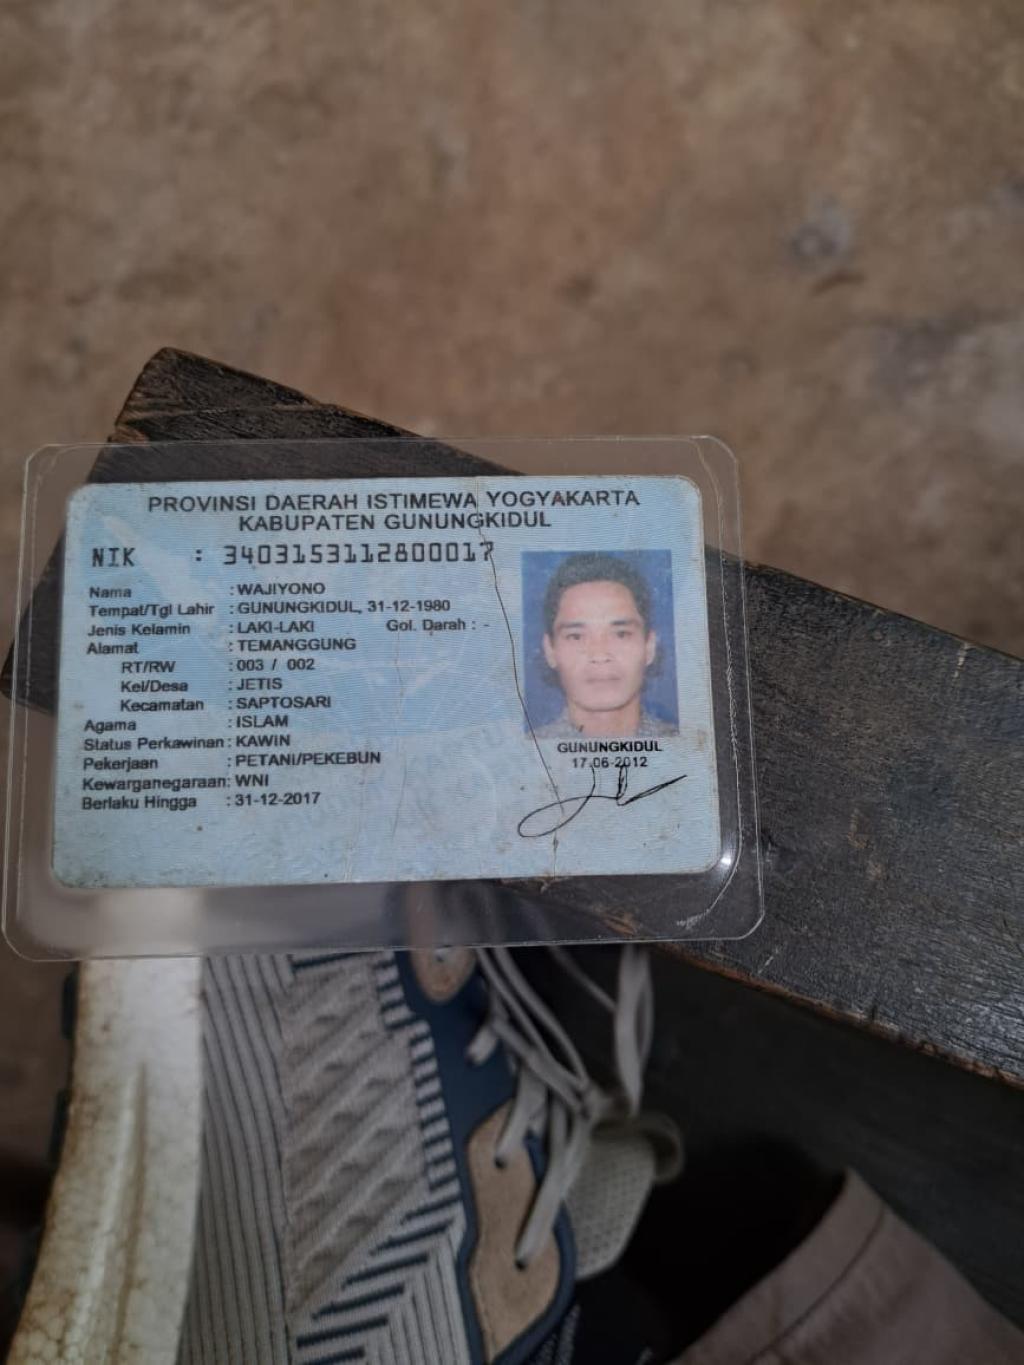 PROVINSI DAERAH ISTIMEWA YOGYAKARTA
KABUPATEN GUNUNGKIDUL
NIK : 3403153112800017
Nama : WAJIYONO
Tempat/Tgl Lahir : GUNUNGKIDUL, 31-12-1980
Jenis Kelamin : LAKI-LAKI Gol. Darah : -
Alamat : TEMANGGUNG
RT/RW : 003 / 002
Kel/Desa : JETIS
Kecamatan : SAPTOSARI
Agama : ISLAM
Status Perkawinan : KAWIN
Pekerjaan : PETANI/PEKEBUN
Kewarganegaraan: WNI
Berlaku Hingga : 31-12-2017
GUNUNGKIDUL
17-06-2012